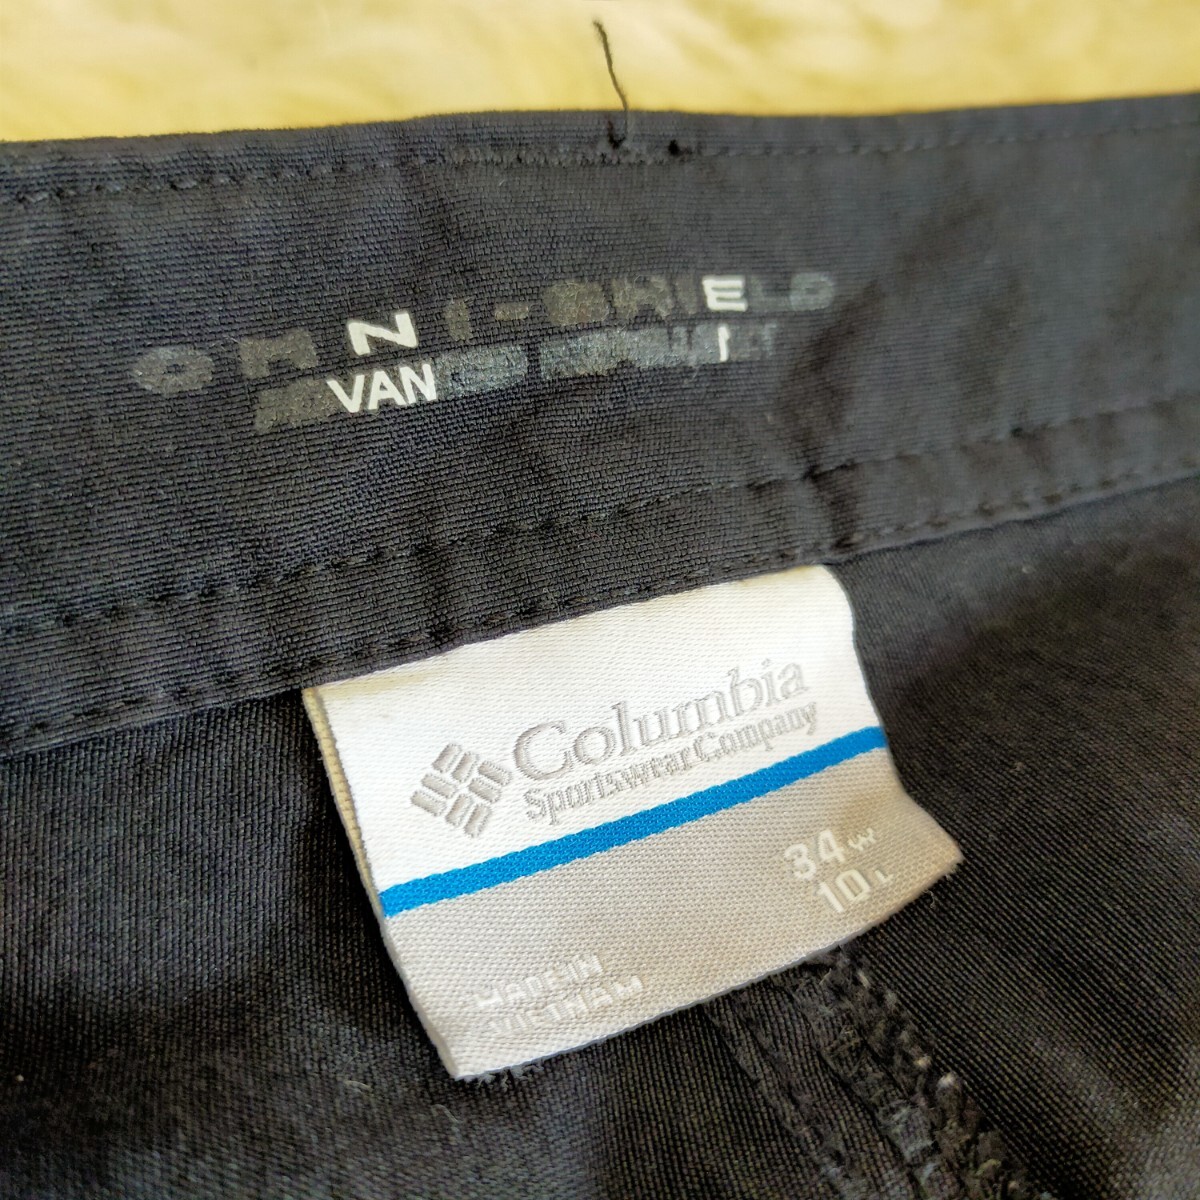 OMNI-SHIELD
Columbia
Sportswear Company
34 W
10 L
MADE IN
VIETNAM